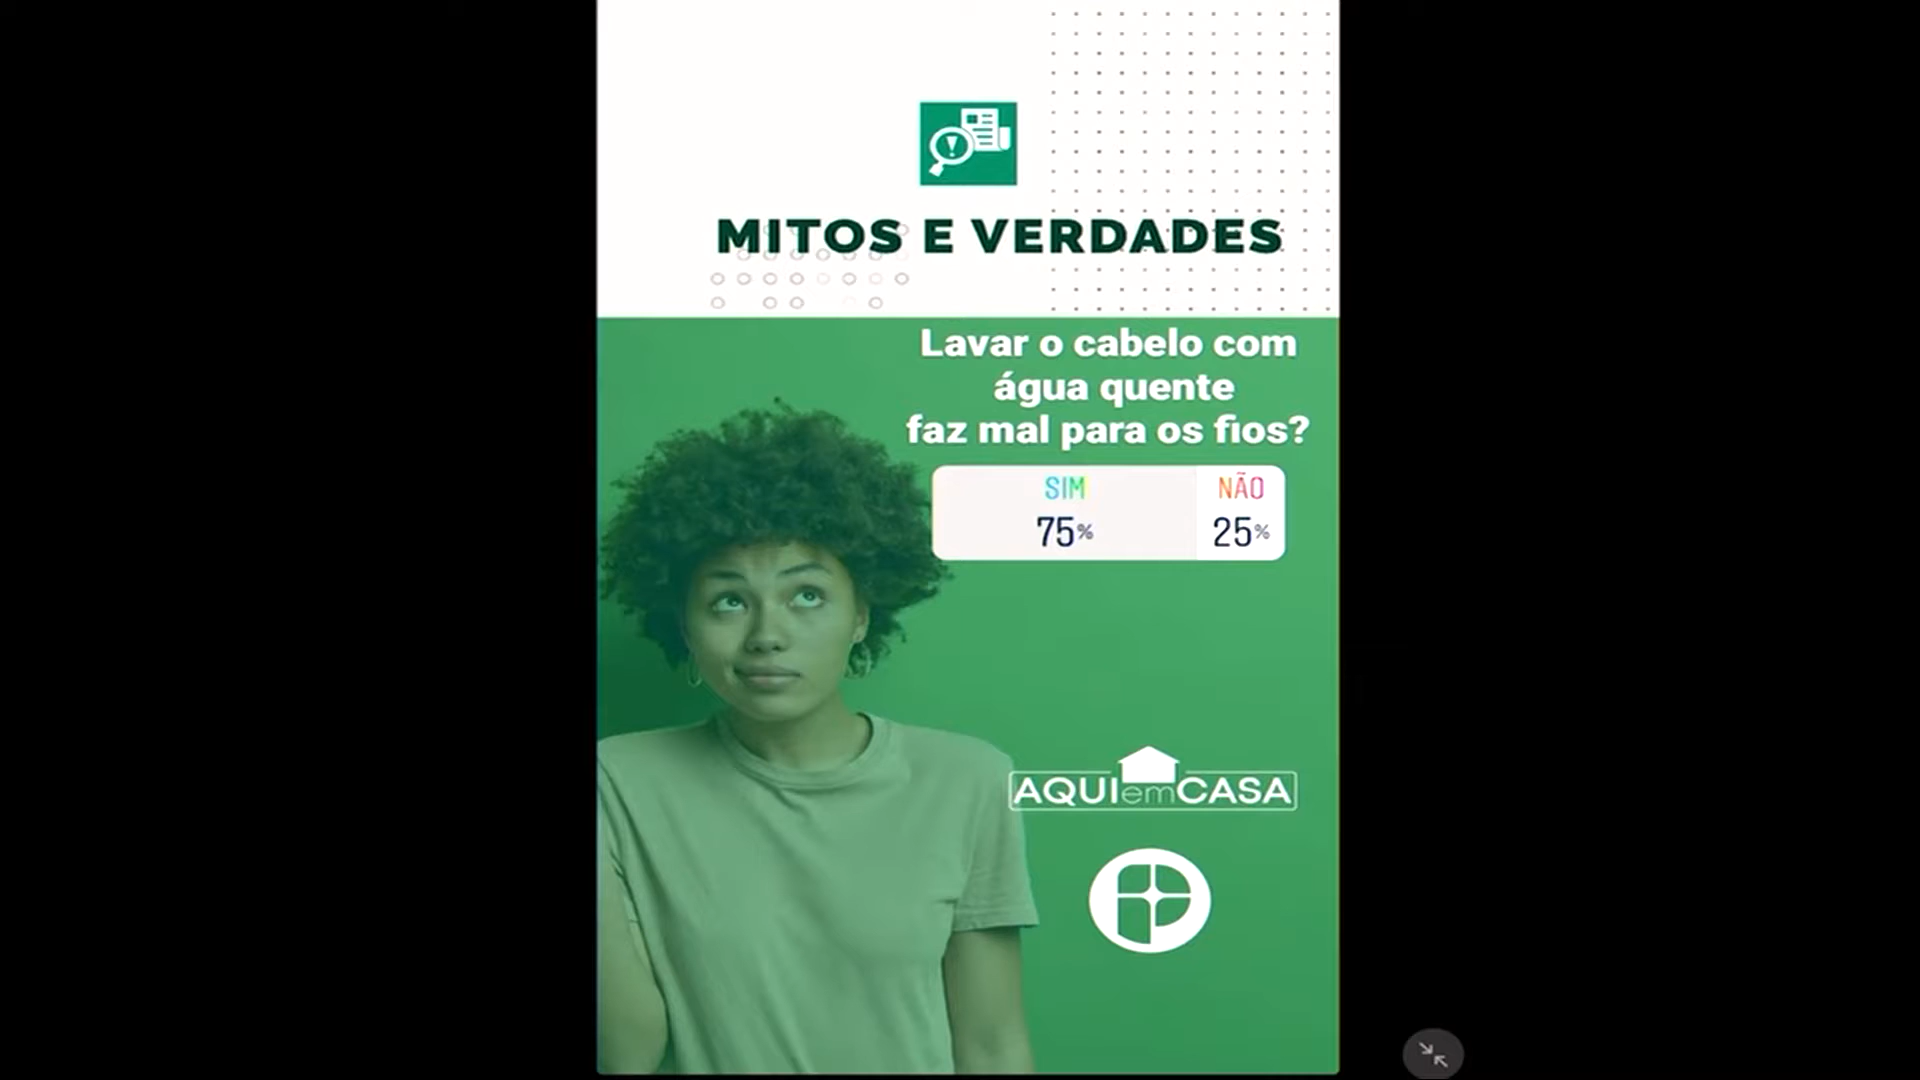 MITOS E VERDADES
Lavar o cabelo com
água quente
faz mal para os fios?
SIM NÃO
75% 25%
AQUIemCASA
P